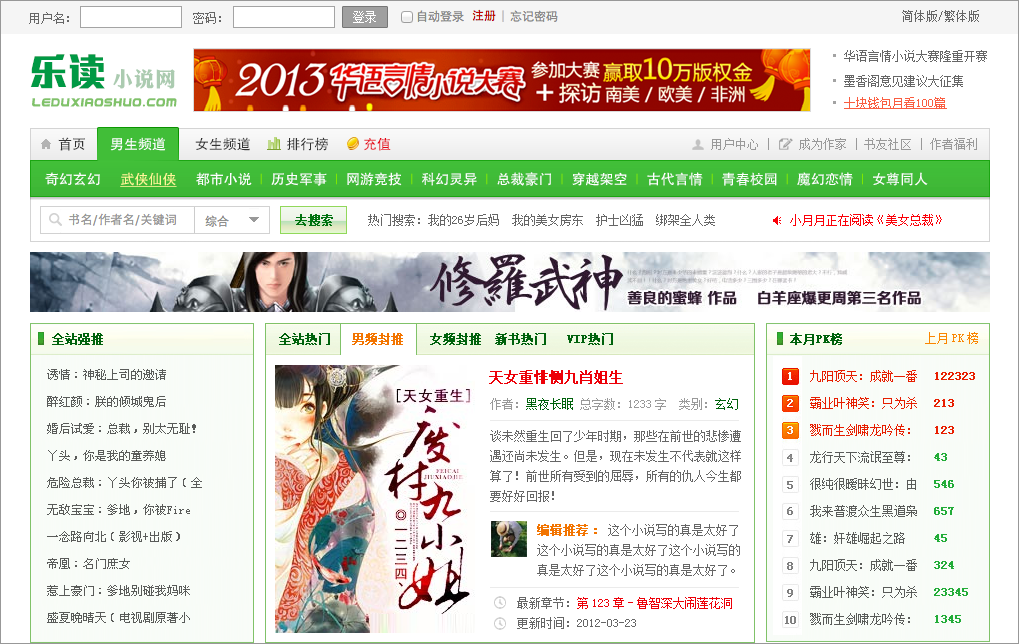 用户名：
密码：
登录
自动登录 注册 | 忘记密码
简体版/繁体版
乐读 小说网
LEDUXIAOSHUO.COM
2013华语言情小说大赛
参加大赛 赢取10万版权金
+ 探访 南美 / 欧美 / 非洲
· 华语言情小说大赛隆重开赛
· 墨香阁意见建议大征集
· 七块钱包月看100篇
首页 男生频道 女生频道 排行榜 充值
用户中心 | 成为作家 | 书友社区 | 作者福利
奇幻玄幻 武侠仙侠 都市小说 历史军事 网游竞技 科幻灵异 总裁豪门 穿越架空 古代言情 青春校园 魔幻恋情 女尊同人
书名/作者名/关键词 综合 去搜索
热门搜索：我的26岁后妈 我的美女房东 护士凶猛 绑架全人类
小月月正在阅读《美女总裁》
修羅武神
善良的蜜蜂 作品 白羊座爆更周第三名作品
全站强推
诱情：神秘上司的邀请
醉红颜：朕的倾城鬼后
婚后试爱：总裁，别太无耻！
丫头，你是我的童养媳
危险总裁：丫头你被捕了（全
无敌宝宝：爹地，你被Fire
一念路向北（影视+出版）
帝凰：名门庶女
惹上豪门：爹地别碰我妈咪
盛夏晚晴天（电视剧原著小
全站热门 男频封推 女频封推 新书热门 VIP热门
[天女重生]
废村九小姐
FEICAI
JIUXIAOJIE
◎一二三四
天女重悱恻九肖姐生
作者：黑夜长眠 总字数：1233 字 类别：玄幻
谈未然重生回了少年时期，那些在前世的悲惨遭
遇还尚未发生。但是，现在未发生不代表就这样
算了！前世所有受到的屈辱，所有的仇人今生都
要好好回报！
编辑推荐： 这个小说写的真是太好了
这个小说写的真是太好了这个小说写的
真是太好了这个小说写的真是太好了。
最新章节：第 123 章 - 鲁智深大闹莲花洞
更新时间：2012-03-23
本月PK榜 上月 PK 榜
1 九阳顶天：成就一番 122323
2 霸业叶神笑：只为杀 213
3 戮而生剑啸龙吟传： 123
4 龙行天下流氓至尊： 43
5 很纯很暧昧幻世：由 546
6 我来普渡众生黑道枭 657
7 雄：奸雄崛起之路 45
8 九阳顶天：成就一番 324
9 霸业叶神笑：只为杀 23345
10 戮而生剑啸龙吟传： 1345